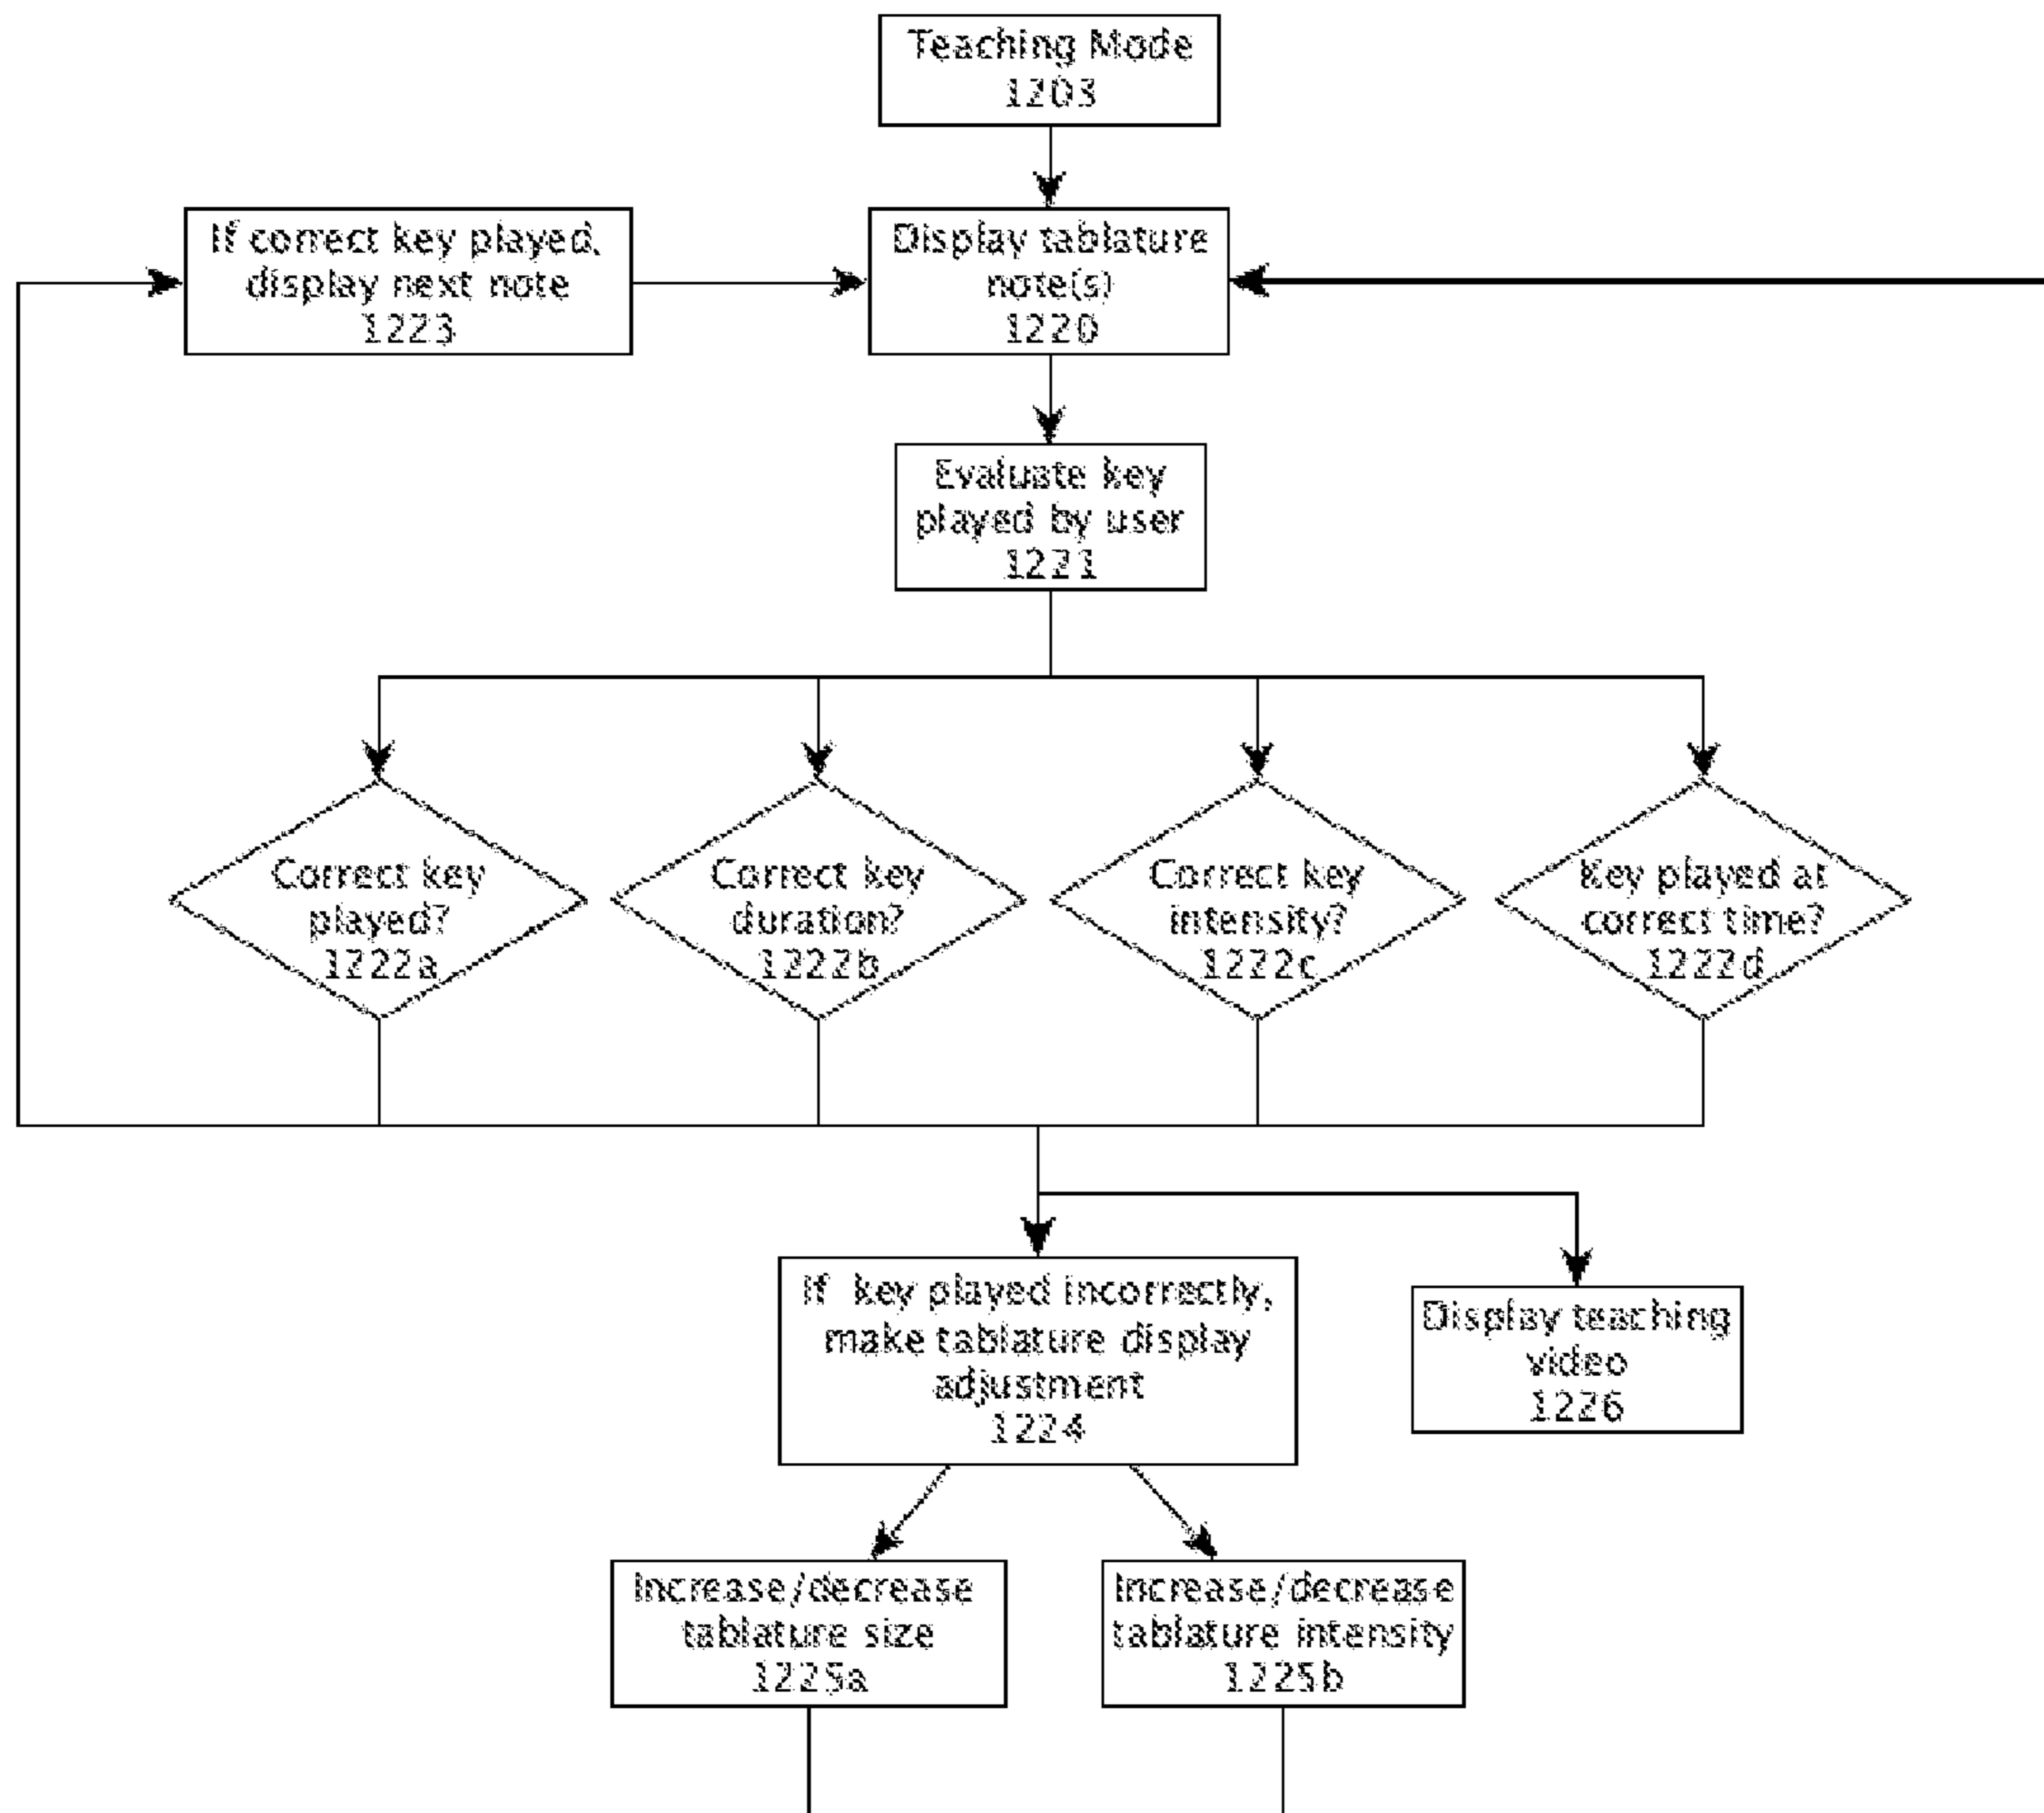 Teaching Mode
1203
If correct key played,
display next note
1223
Display tablature
note(s)
1220
Evaluate key
played by user
1221
Correct key
played?
1222a
Correct key
duration?
1222b
Correct key
intensity?
1222c
Key played at
correct time?
1222d
If key played incorrectly,
make tablature display
adjustment
1224
Display teaching
video
1226
Increase/decrease
tablature size
1225a
Increase/decrease
tablature intensity
1225b